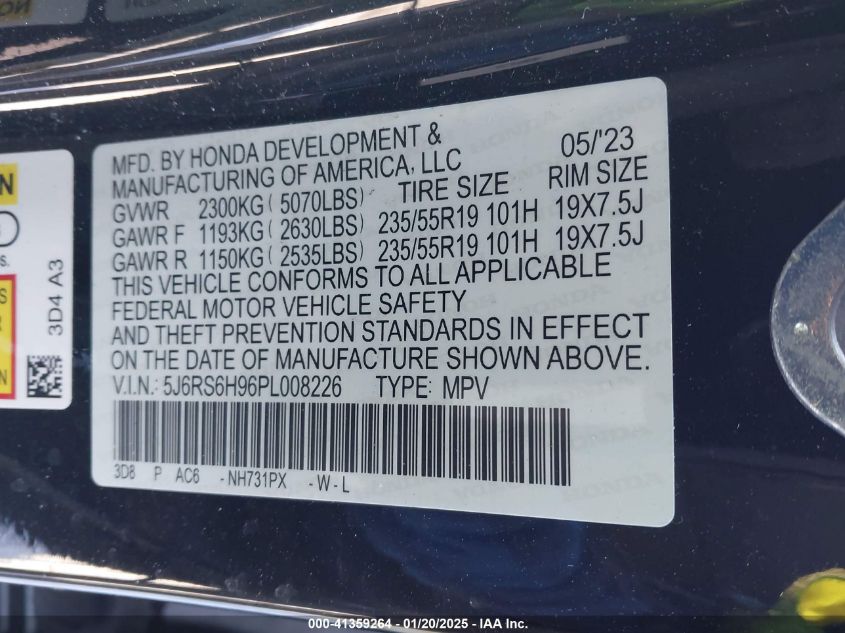 MFD. BY HONDA DEVELOPMENT & 05/'23
MANUFACTURING OF AMERICA, LLC
TIRE SIZE RIM SIZE
GVWR 2300KG ( 5070LBS)
GAWR F 1193KG ( 2630LBS) 235/55R19 101H 19X7.5J
GAWR R 1150KG ( 2535LBS) 235/55R19 101H 19X7.5J
THIS VEHICLE CONFORMS TO ALL APPLICABLE
FEDERAL MOTOR VEHICLE SAFETY
AND THEFT PREVENTION STANDARDS IN EFFECT
ON THE DATE OF MANUFACTURE SHOWN ABOVE.
V.I.N.: 5J6RS6H96PL008226 TYPE: MPV
3D8 P AC6 -NH731PX -W-L
3D4 A3
000-41359264 - 01/20/2025 - IAA Inc.